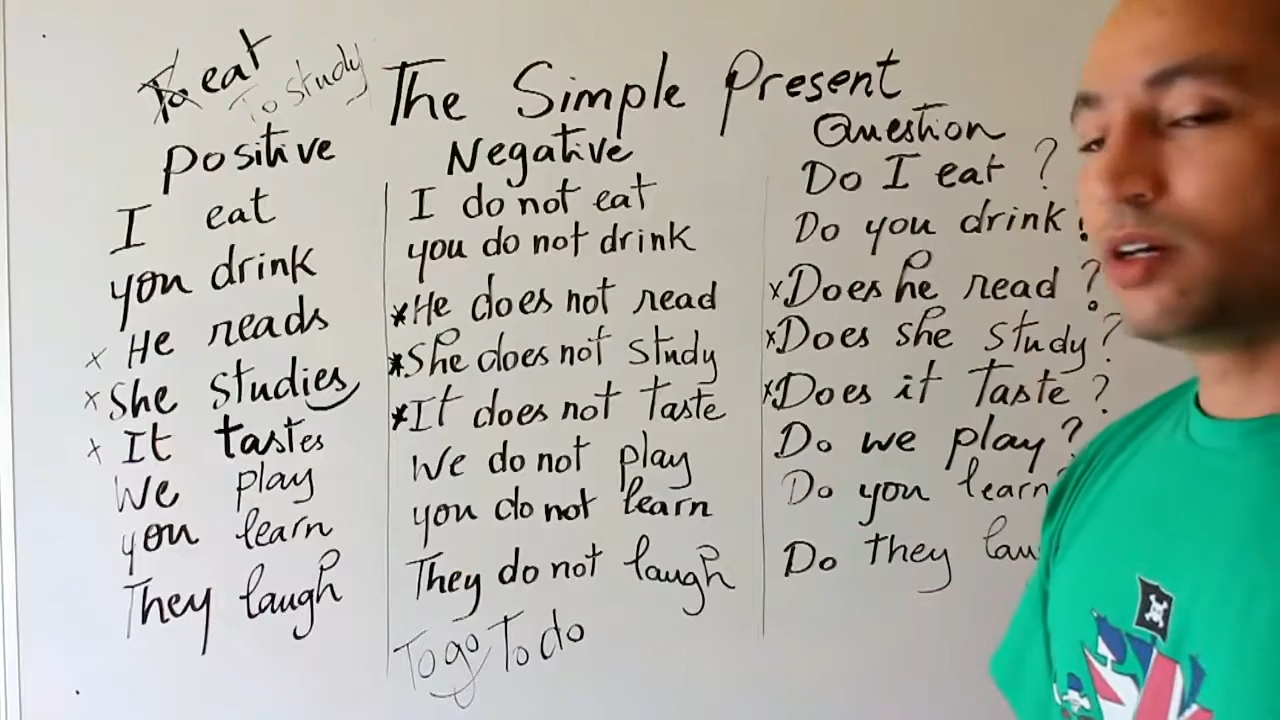 To eat
To study
The Simple Present
Positive
I eat
you drink
x He reads
x She studies
x It tastes
We play
you learn
They laugh
Negative
I do not eat
you do not drink
*He does not read
*She does not study
*It does not taste
We do not play
you do not learn
They do not laugh
To go To do
Question
Do I eat ?
Do you drink
xDoes he read ?
xDoes she study?
xDoes it taste ?
Do we play ?
Do you learn
Do they lau